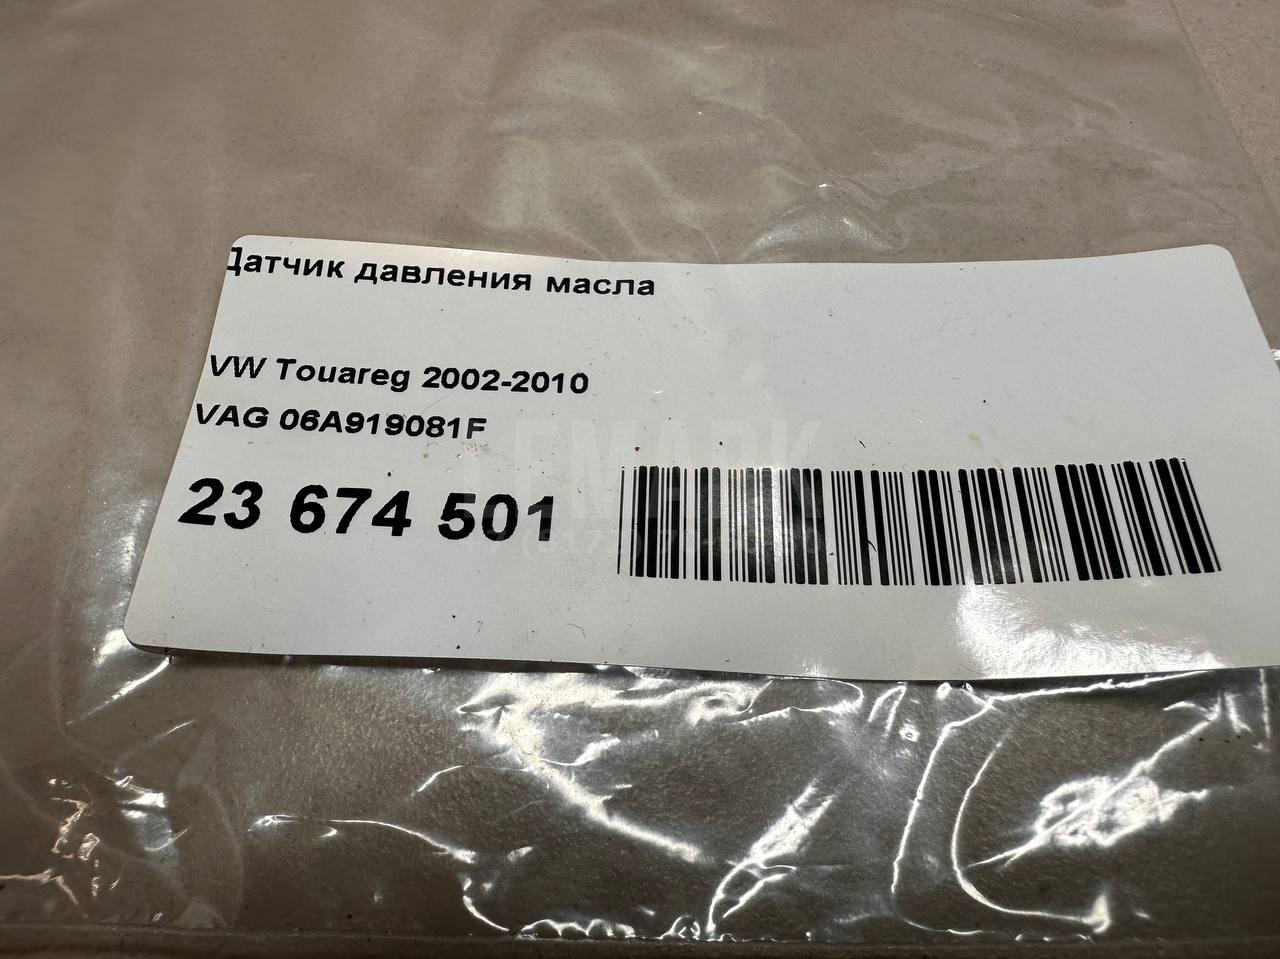 Датчик давления масла
VW Touareg 2002-2010
VAG 06A919081F
23 674 501